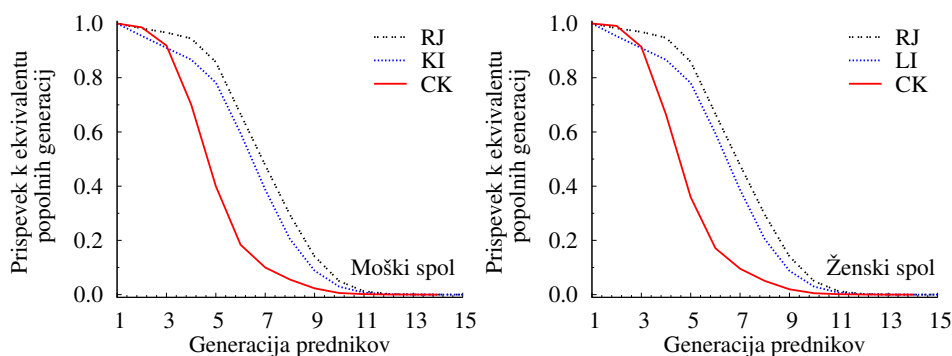 Prispevek k ekvivalentu
popolnih generacij
1.0
0.8
0.6
0.4
0.2
0.0
RJ
KI
CK
Moški spol
1 3 5 7 9 11 13 15
Generacija prednikov
Prispevek k ekvivalentu
popolnih generacij
1.0
0.8
0.6
0.4
0.2
0.0
RJ
LI
CK
Ženski spol
1 3 5 7 9 11 13 15
Generacija prednikov